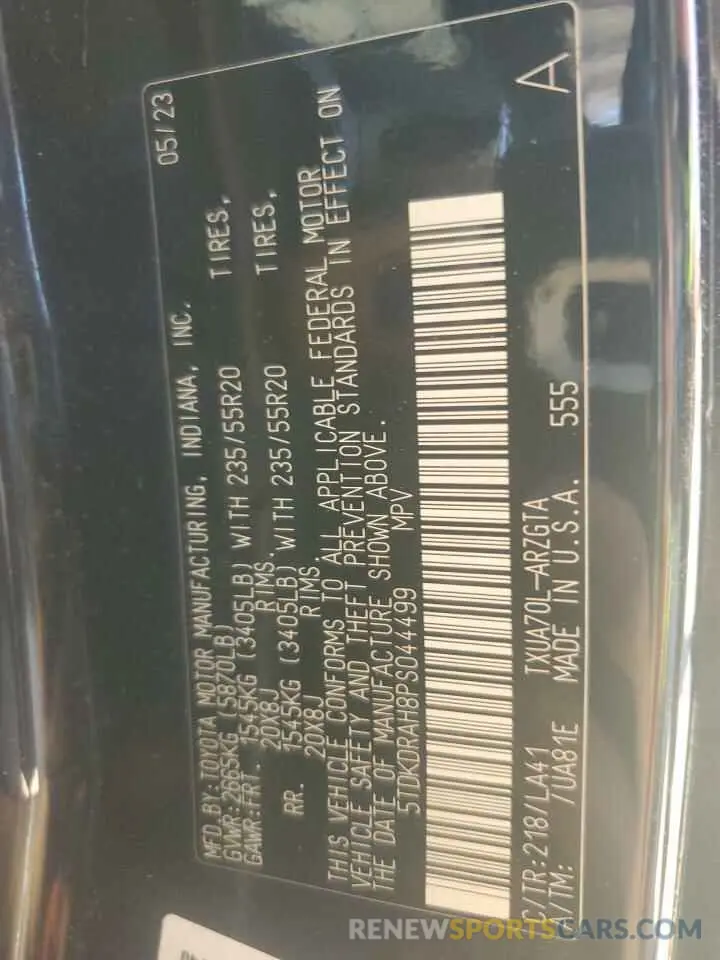 MFD. BY: TOYOTA MOTOR MANUFACTURING, INDIANA, INC. 05/23
GVWR: 2665KG (5870LB)
GAWR: FRT. 1545KG (3405LB) WITH 235/55R20 TIRES,
20X8J RIMS,
RR. 1545KG (3405LB) WITH 235/55R20 TIRES,
20X8J RIMS.
THIS VEHICLE CONFORMS TO ALL APPLICABLE FEDERAL MOTOR
VEHICLE SAFETY AND THEFT PREVENTION STANDARDS IN EFFECT ON
THE DATE OF MANUFACTURE SHOWN ABOVE.
5TDKDRAH8PS044499 MPV
C/TR: 218/LA41 TXUA70L-ARZGTA A
A/TM: /UA81E MADE IN U.S.A. 555
RENEWSPORTSCARS.COM